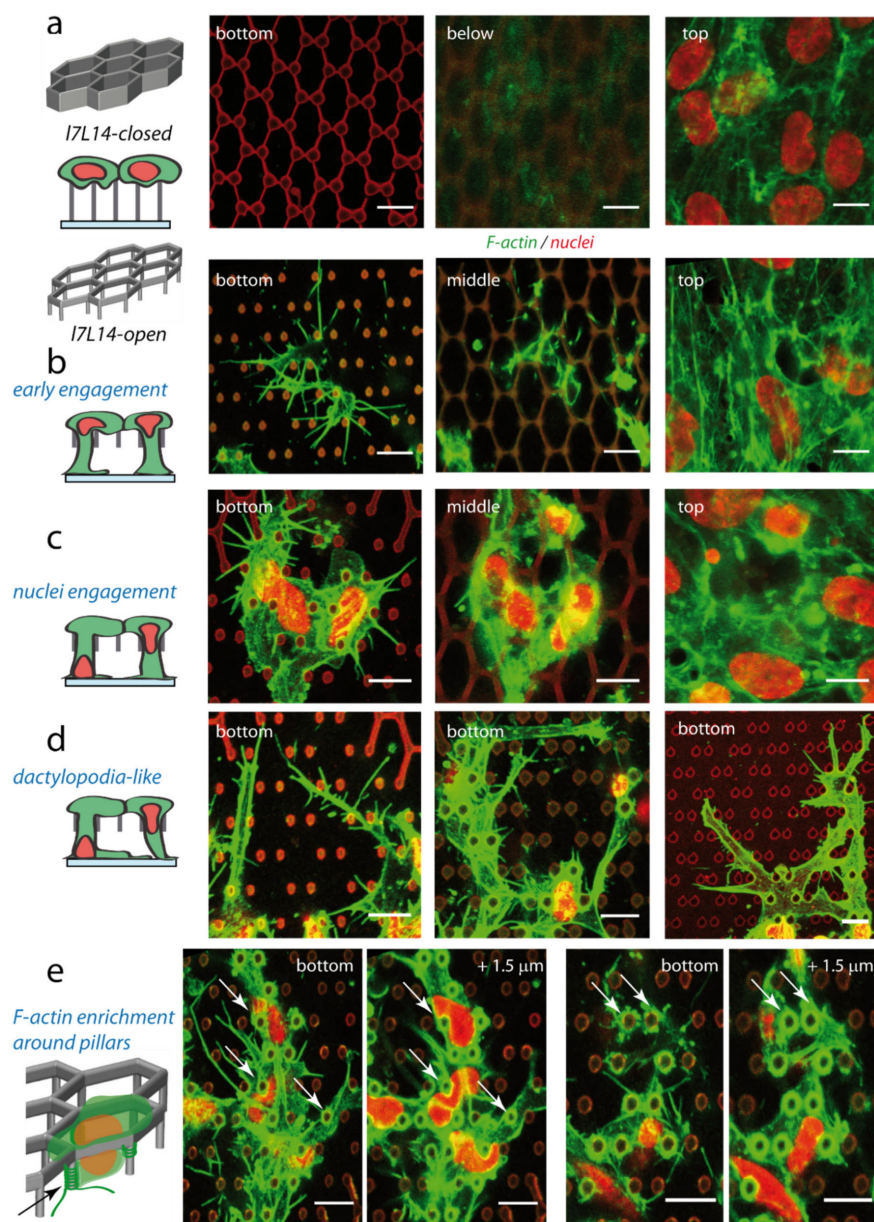 a
bottom
below
top
l7L14-closed
F-actin / nuclei
bottom
middle
top
l7L14-open
b
early engagement
bottom
middle
top
c
nuclei engagement
bottom
bottom
bottom
d
dactylopodia-like
e
bottom
+ 1.5 μm
bottom
+ 1.5 μm
F-actin enrichment
around pillars